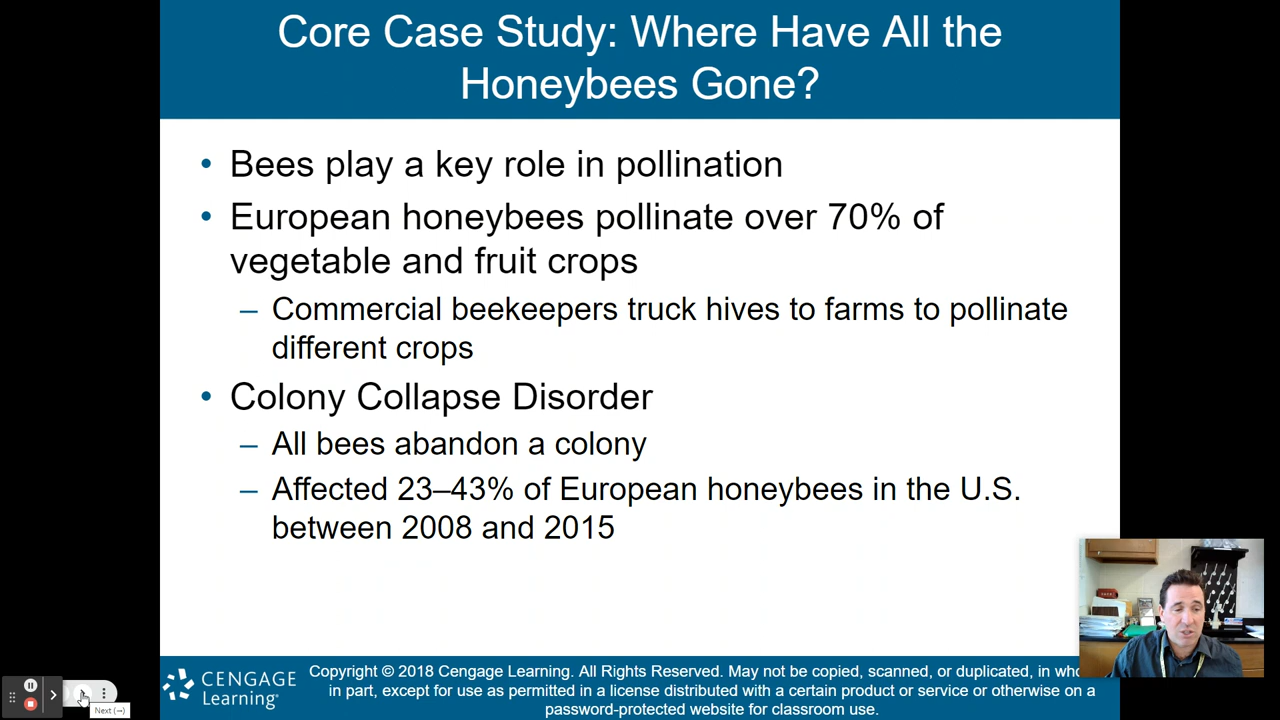 Core Case Study: Where Have All the
Honeybees Gone?
• Bees play a key role in pollination
• European honeybees pollinate over 70% of
vegetable and fruit crops
– Commercial beekeepers truck hives to farms to pollinate
different crops
• Colony Collapse Disorder
– All bees abandon a colony
– Affected 23–43% of European honeybees in the U.S.
between 2008 and 2015
CENGAGE
Learning®
Copyright © 2018 Cengage Learning. All Rights Reserved. May not be copied, scanned, or duplicated, in
in part, except for use as permitted in a license distributed with a certain product or service or otherwise on a
password-protected website for classroom use.
Next (→)